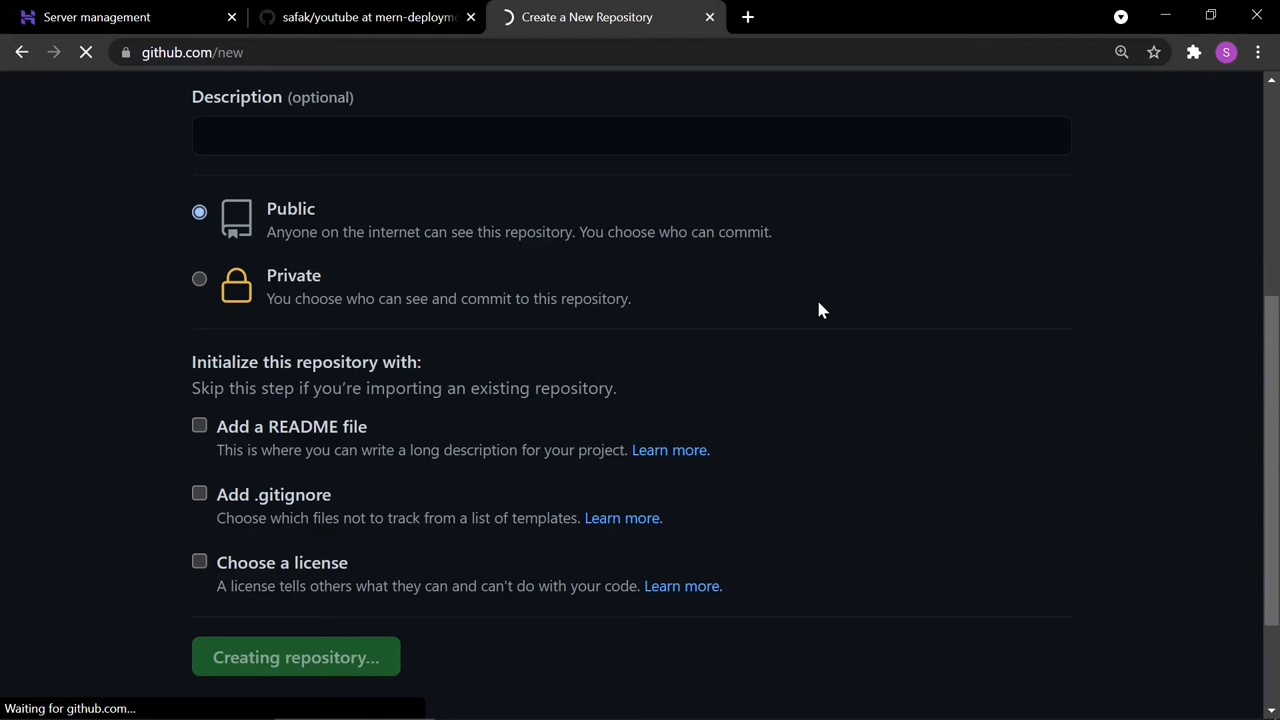 Server management
safak/youtube at mern-deployme
Create a New Repository
github.com/new
S
Description (optional)
Public
Anyone on the internet can see this repository. You choose who can commit.
Private
You choose who can see and commit to this repository.
Initialize this repository with:
Skip this step if you're importing an existing repository.
Add a README file
This is where you can write a long description for your project. Learn more.
Add .gitignore
Choose which files not to track from a list of templates. Learn more.
Choose a license
A license tells others what they can and can't do with your code. Learn more.
Creating repository...
Waiting for github.com...